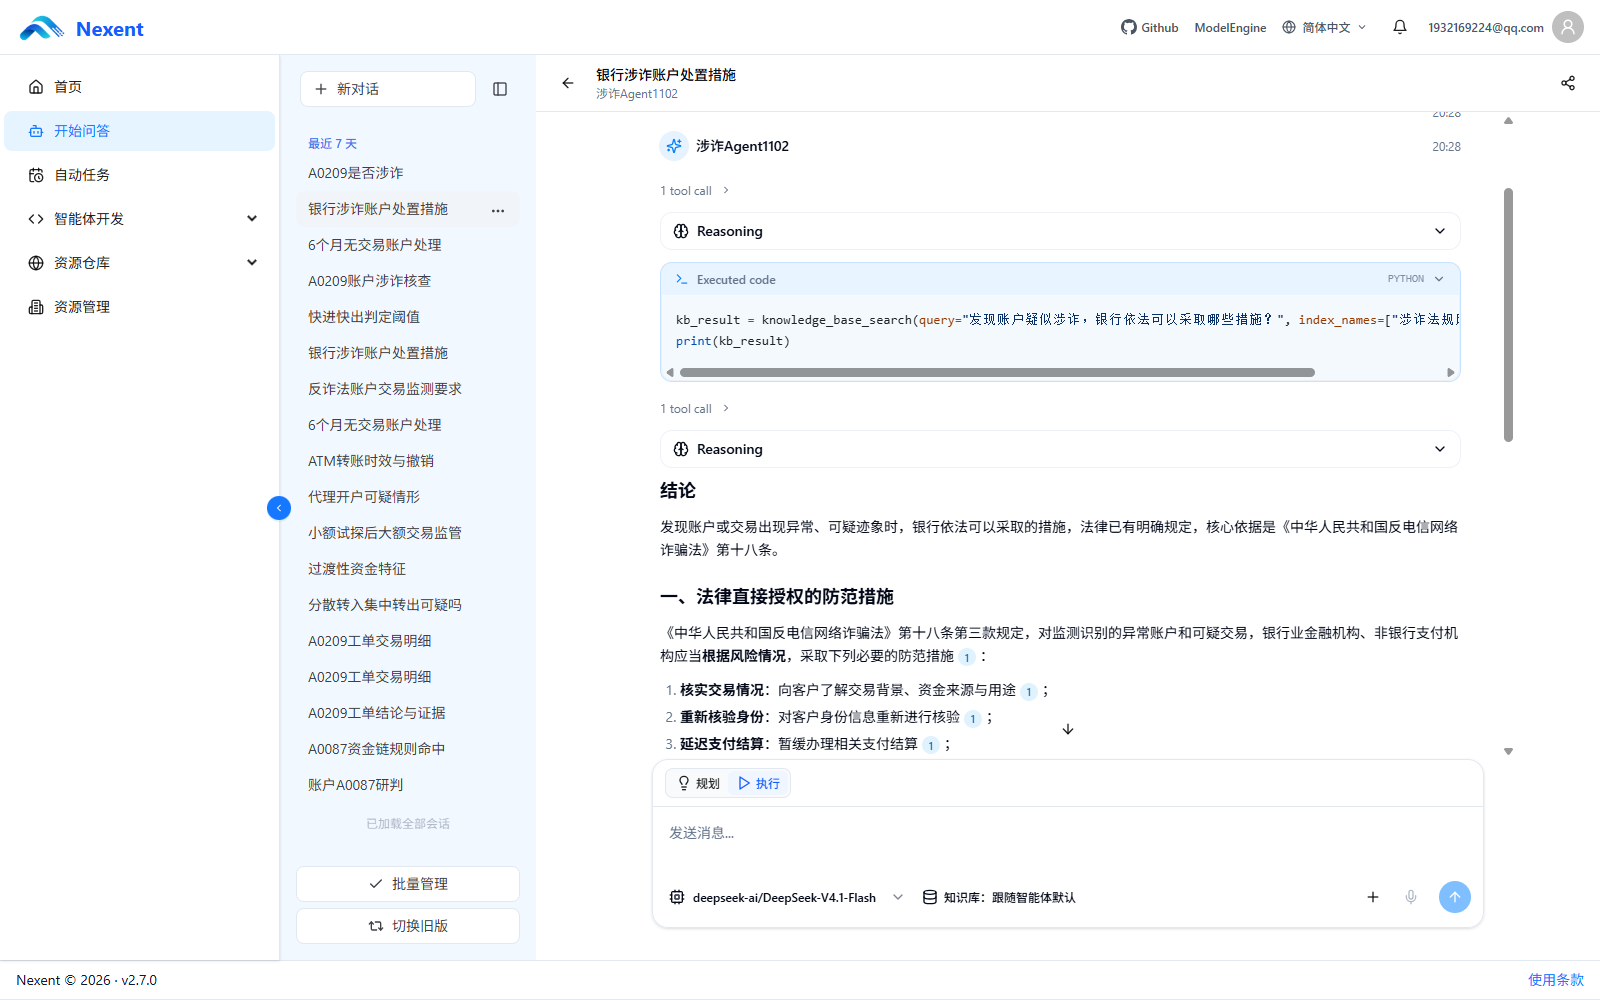 Nexent
Github
ModelEngine
简体中文
1932169224@qq.com
首页
开始问答
自动任务
智能体开发
资源仓库
资源管理
新对话
最近 7 天
A0209是否涉诈
银行涉诈账户处置措施
6个月无交易账户处理
A0209账户涉诈核查
快进快出判定阈值
银行涉诈账户处置措施
反诈法账户交易监测要求
6个月无交易账户处理
ATM转账时效与撤销
代理开户可疑情形
小额试探后大额交易监管
过渡性资金特征
分散转入集中转出可疑吗
A0209工单交易明细
A0209工单交易明细
A0209工单结论与证据
A0087资金链规则命中
账户A0087研判
已加载全部会话
批量管理
切换旧版
银行涉诈账户处置措施
涉诈Agent1102
20:28
涉诈Agent1102
20:28
1 tool call
Reasoning
Executed code
PYTHON
kb_result = knowledge_base_search(query="发现账户疑似涉诈，银行依法可以采取哪些措施？", index_names=["涉诈法规
print(kb_result)
1 tool call
Reasoning
结论
发现账户或交易出现异常、可疑迹象时，银行依法可以采取的措施，法律已有明确规定，核心依据是《中华人民共和国反电信网络
诈骗法》第十八条。
一、法律直接授权的防范措施
《中华人民共和国反电信网络诈骗法》第十八条第三款规定，对监测识别的异常账户和可疑交易，银行业金融机构、非银行支付机
构应当根据风险情况，采取下列必要的防范措施 1 ：
1. 核实交易情况：向客户了解交易背景、资金来源与用途 1 ；
2. 重新核验身份：对客户身份信息重新进行核验 1 ；
3. 延迟支付结算：暂缓办理相关支付结算 1 ；
规划
执行
发送消息...
deepseek-ai/DeepSeek-V4.1-Flash
知识库：跟随智能体默认
Nexent © 2026 · v2.7.0
使用条款